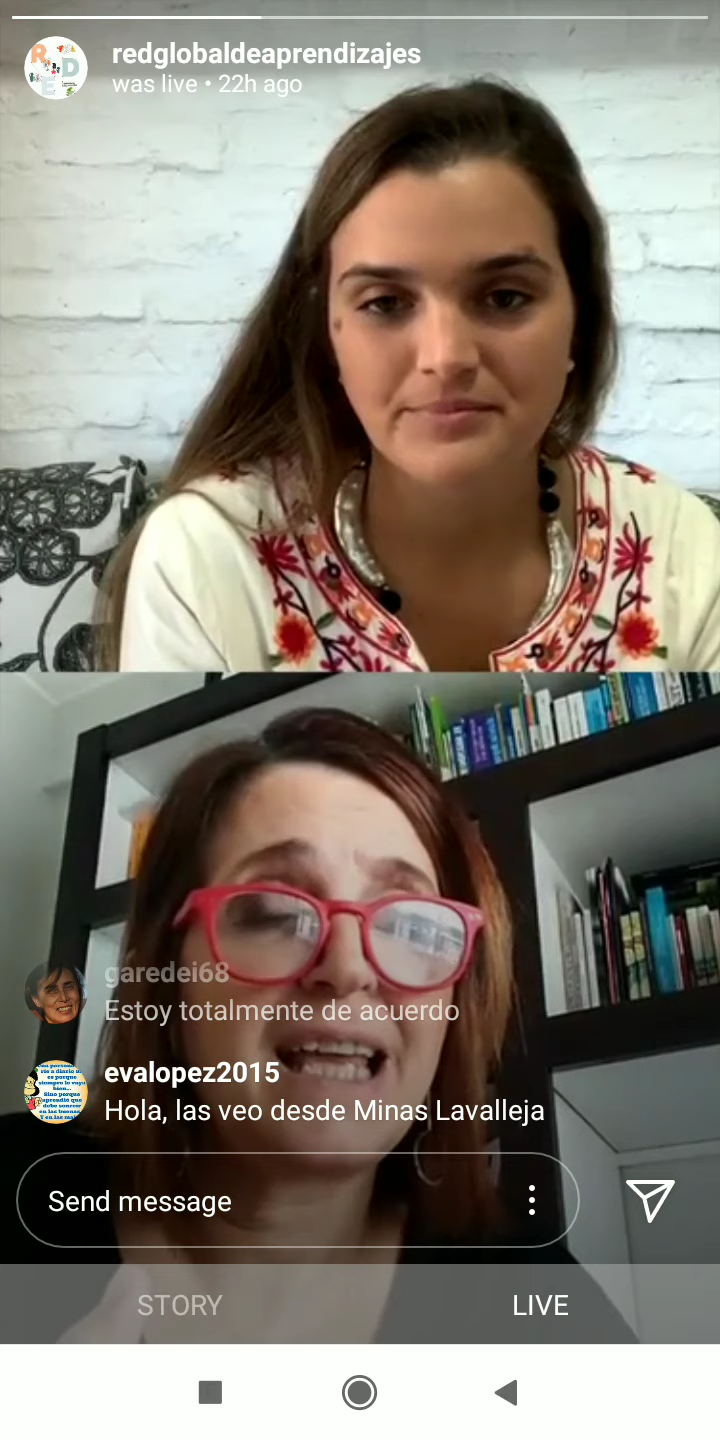 redglobaldeaprendizajes
was live • 22h ago
garedei68
Estoy totalmente de acuerdo
evalopez2015
Hola, las veo desde Minas Lavalleja
Send message
STORY
LIVE